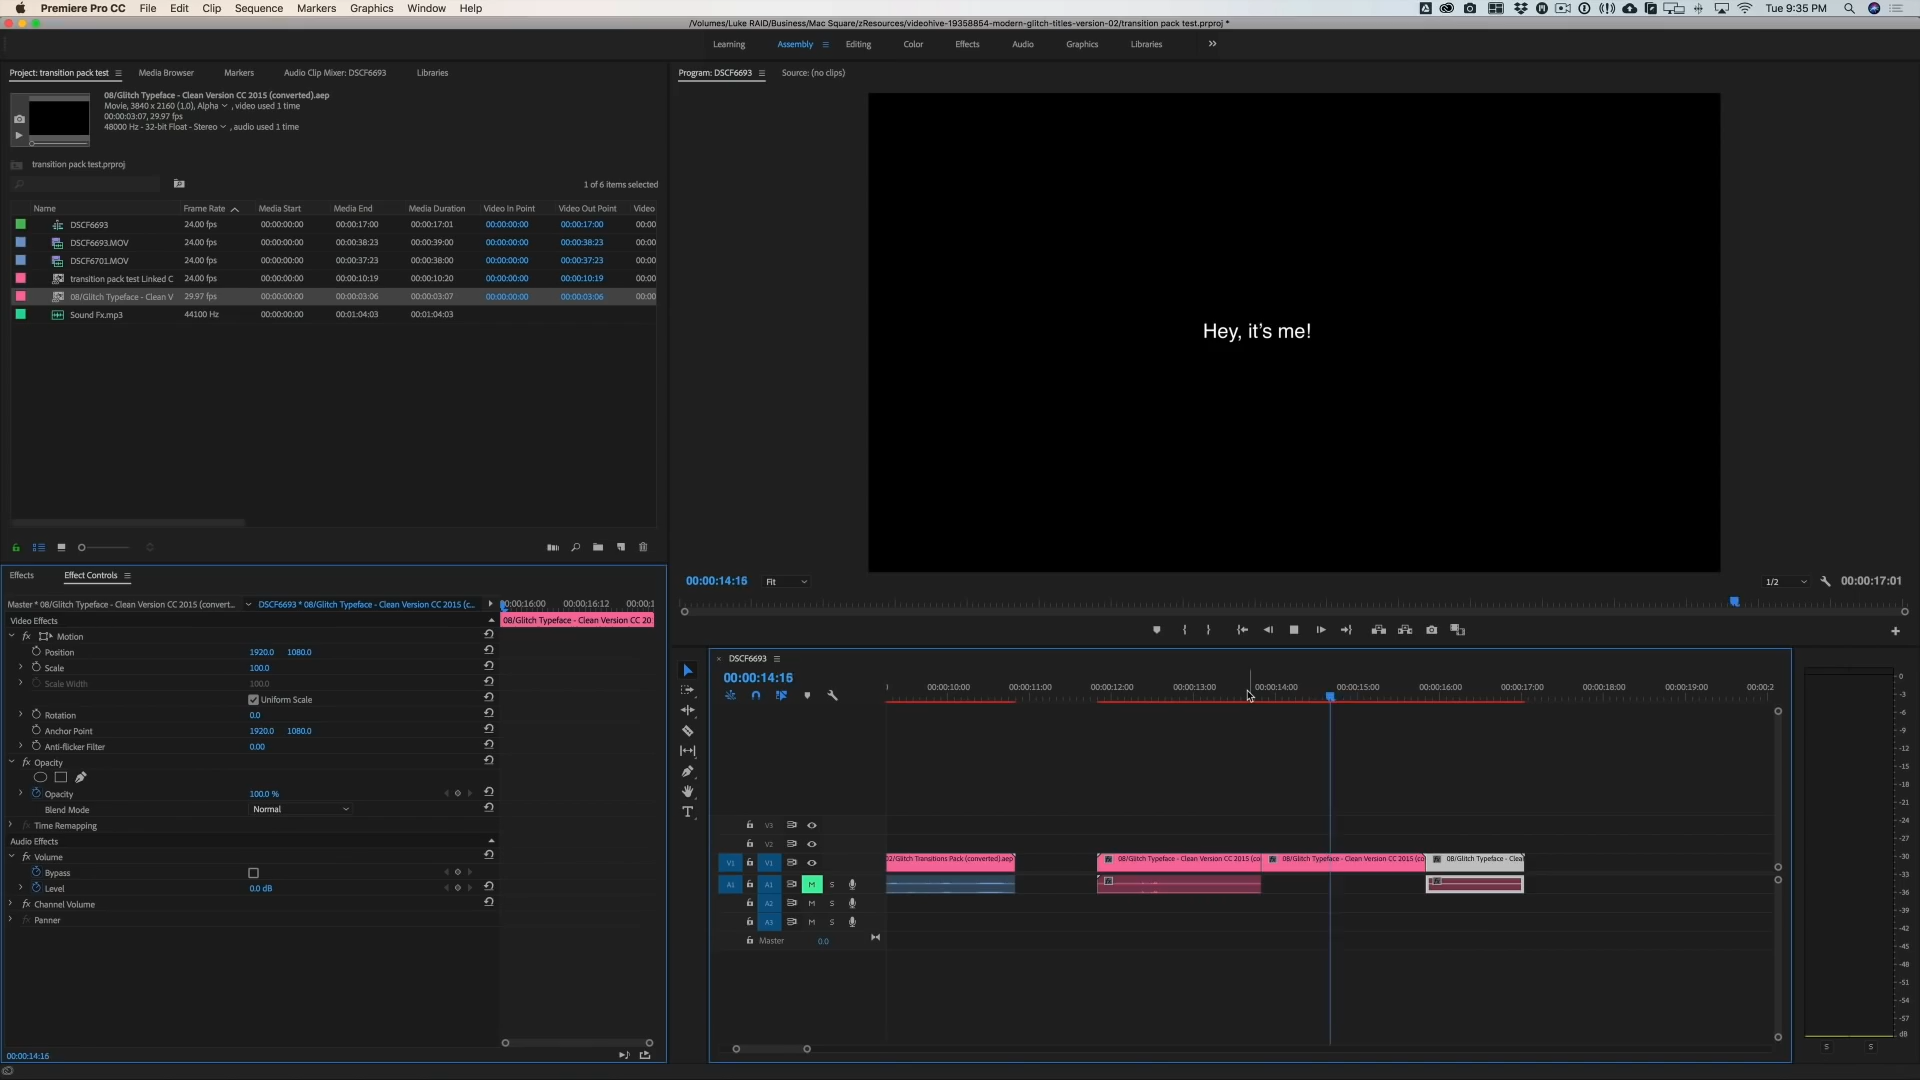 Premiere Pro CC File Edit Clip Sequence Markers Graphics Window Help
Tue 9:35 PM
/Volumes/Luke RAID/Business/Mac Square/zResources/videohive-19358854-modern-glitch-titles-version-02/transition pack test.prproj *
Learning Assembly Editing Color Effects Audio Graphics Libraries
Project: transition pack test Media Browser Markers Audio Clip Mixer: DSCF6693 Libraries
08/Glitch Typeface - Clean Version CC 2015 (converted).aep
Movie, 3840 x 2160 (1.0), Alpha , video used 1 time
00:00:03:07, 29.97 fps
48000 Hz - 32-bit Float - Stereo , audio used 1 time
transition pack test.prproj
1 of 6 items selected
Name Frame Rate Media Start Media End Media Duration Video In Point Video Out Point Video
DSCF6693 24.00 fps 00:00:00:00 00:00:17:00 00:00:17:01 00:00:00:00 00:00:17:00 00:00
DSCF6693.MOV 24.00 fps 00:00:00:00 00:00:38:23 00:00:39:00 00:00:00:00 00:00:38:23 00:00
DSCF6701.MOV 24.00 fps 00:00:00:00 00:00:37:23 00:00:38:00 00:00:00:00 00:00:37:23 00:00
transition pack test Linked C 24.00 fps 00:00:00:00 00:00:10:19 00:00:10:20 00:00:00:00 00:00:10:19 00:00
08/Glitch Typeface - Clean V 29.97 fps 00:00:00:00 00:00:03:06 00:00:03:07 00:00:00:00 00:00:03:06 00:00
Sound Fx.mp3 44100 Hz 00:00:00:00 00:01:04:03 00:01:04:03
Program: DSCF6693 Source: (no clips)
Hey, it’s me!
00:00:14:16 Fit 1/2 00:00:17:01
Effects Effect Controls
Master * 08/Glitch Typeface - Clean Version CC 2015 (convert... DSCF6693 * 08/Glitch Typeface - Clean Version CC 2015 (c...
00:00:16:00 00:00:16:12 00:00:1
Video Effects 08/Glitch Typeface - Clean Version CC 20
fx Motion
Position 1920.0 1080.0
Scale 100.0
Scale Width 100.0
Uniform Scale
Rotation 0.0
Anchor Point 1920.0 1080.0
Anti-flicker Filter 0.00
fx Opacity
Opacity 100.0 %
Blend Mode Normal
fx Time Remapping
Audio Effects
fx Volume
Bypass
Level 0.0 dB
fx Channel Volume
fx Panner
00:00:14:16
DSCF6693
00:00:14:16
00:00:10:00 00:00:11:00 00:00:12:00 00:00:13:00 00:00:14:00 00:00:15:00 00:00:16:00 00:00:17:00 00:00:18:00 00:00:19:00 00:00:2
V3
V2
V1 V1
02/Glitch Transitions Pack (converted).aep 08/Glitch Typeface - Clean Version CC 2015 (co 08/Glitch Typeface - Clean Version CC 2015 (co 08/Glitch Typeface - Clea
A1 A1 M S
A2 M S
A3 M S
Master 0.0
0
-3
-6
-9
-12
-15
-18
-21
-24
-27
-30
-33
-36
-39
-42
-45
-48
-51
-54
-57
dB
S S